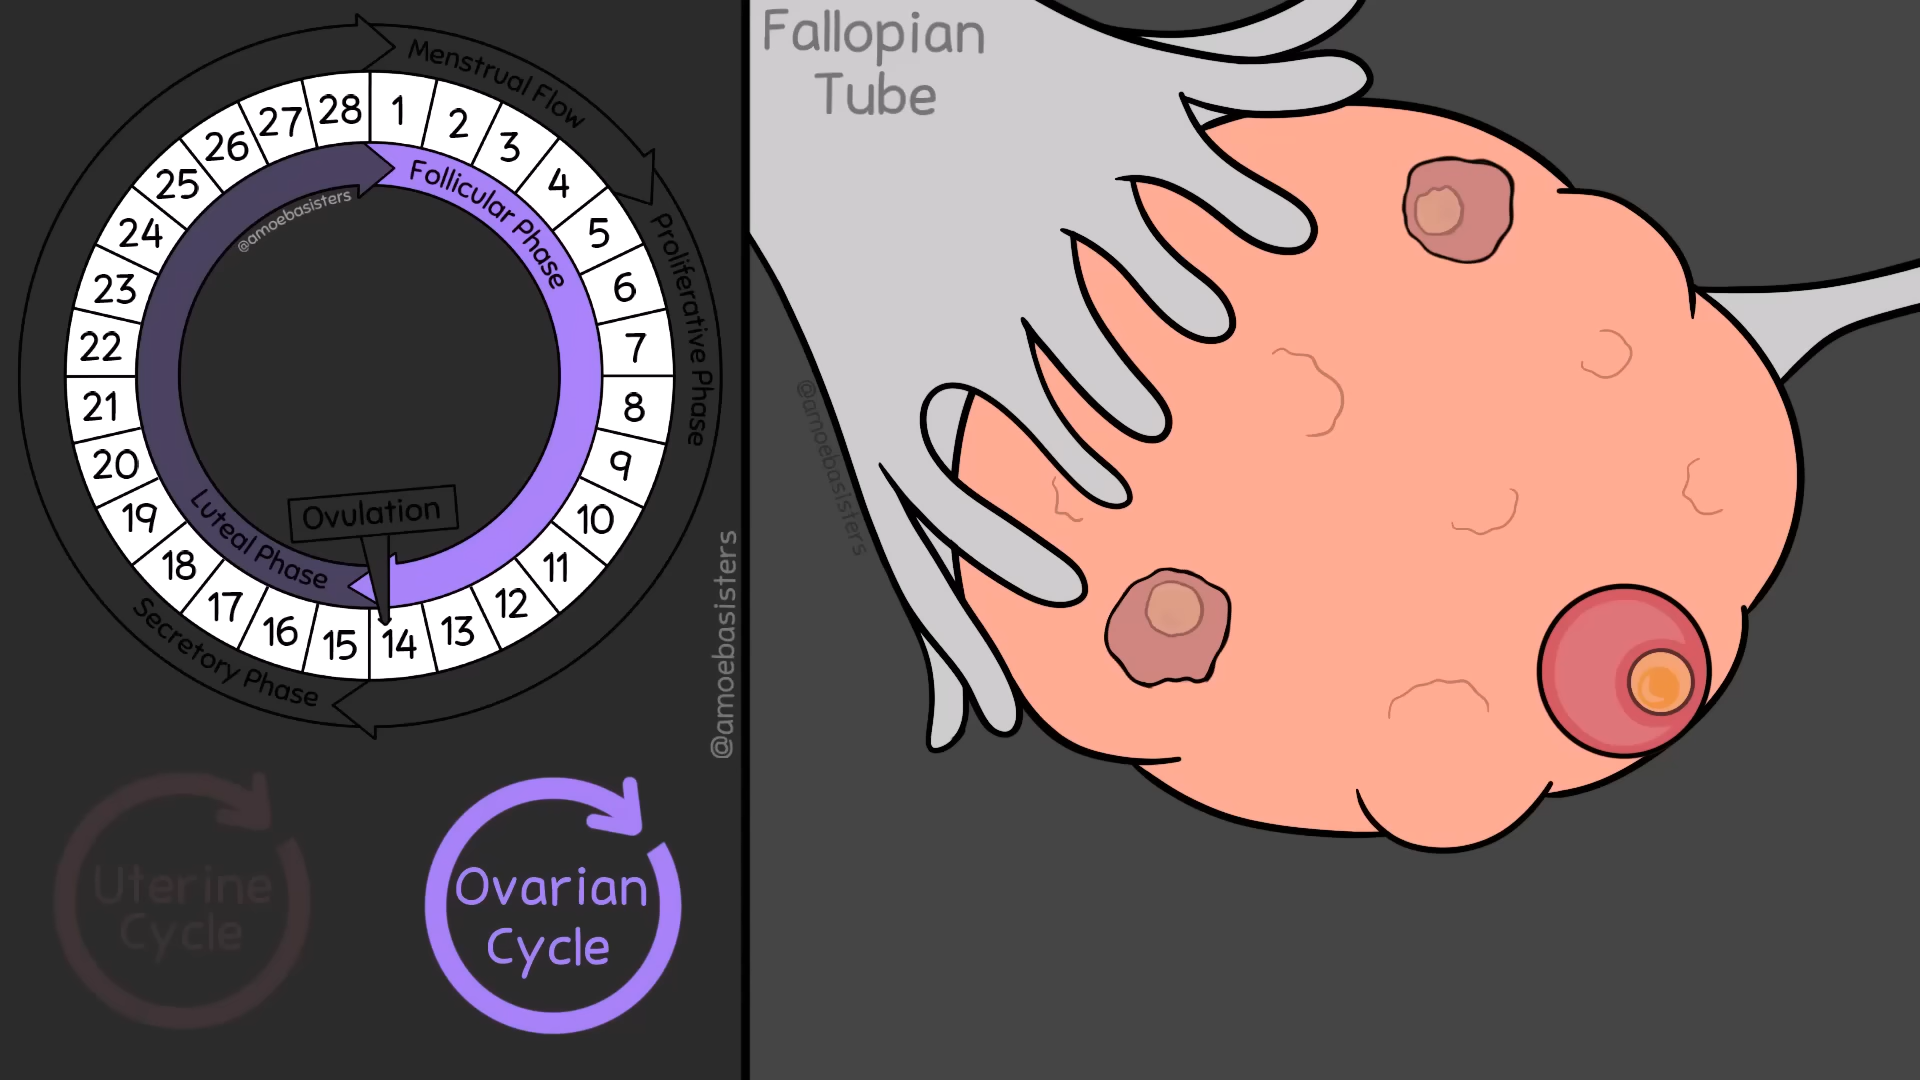 Menstrual Flow
Proliferative Phase
Secretory Phase
1
2
3
4
5
6
7
8
9
10
11
12
13
14
15
16
17
18
19
20
21
22
23
24
25
26
27
28
Follicular Phase
Luteal Phase
@amoebasisters
Ovulation
Uterine
Cycle
Ovarian
Cycle
@amoebasisters
Fallopian
Tube
@amoebasisters